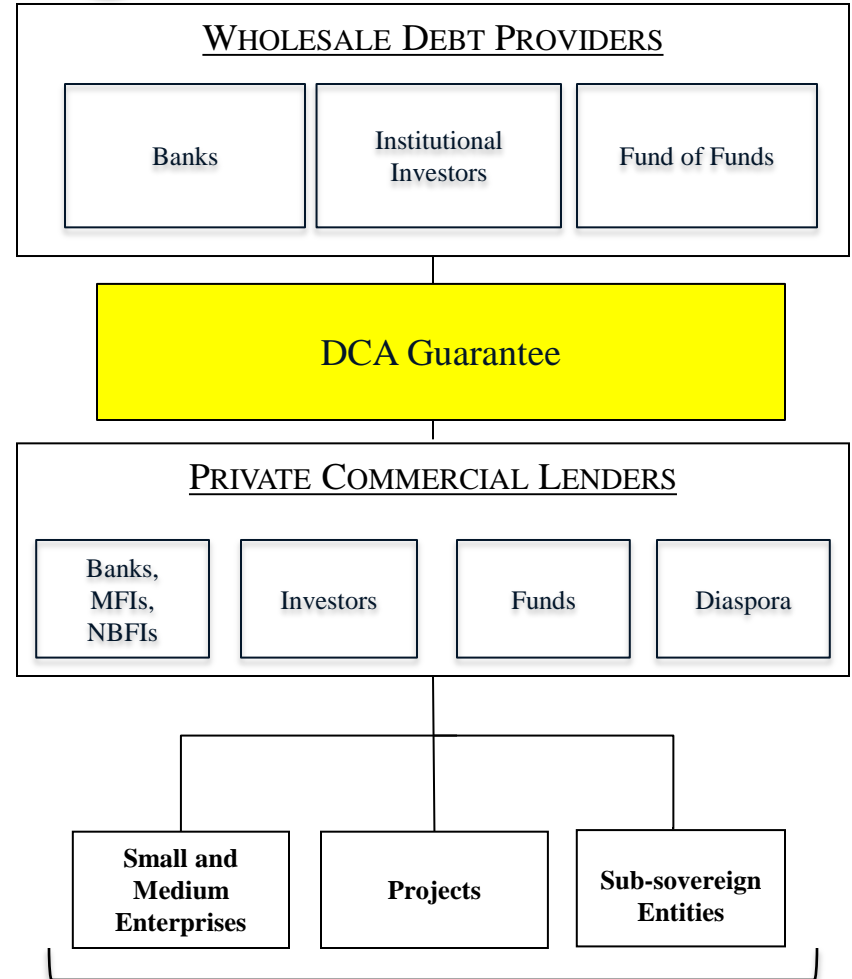 WHOLESALE DEBT PROVIDERS
Banks
Institutional
Investors
Fund of Funds
DCA Guarantee
PRIVATE COMMERCIAL LENDERS
Banks,
MFIs,
NBFIs
Investors
Funds
Diaspora
Small and
Medium
Enterprises
Projects
Sub-sovereign
Entities